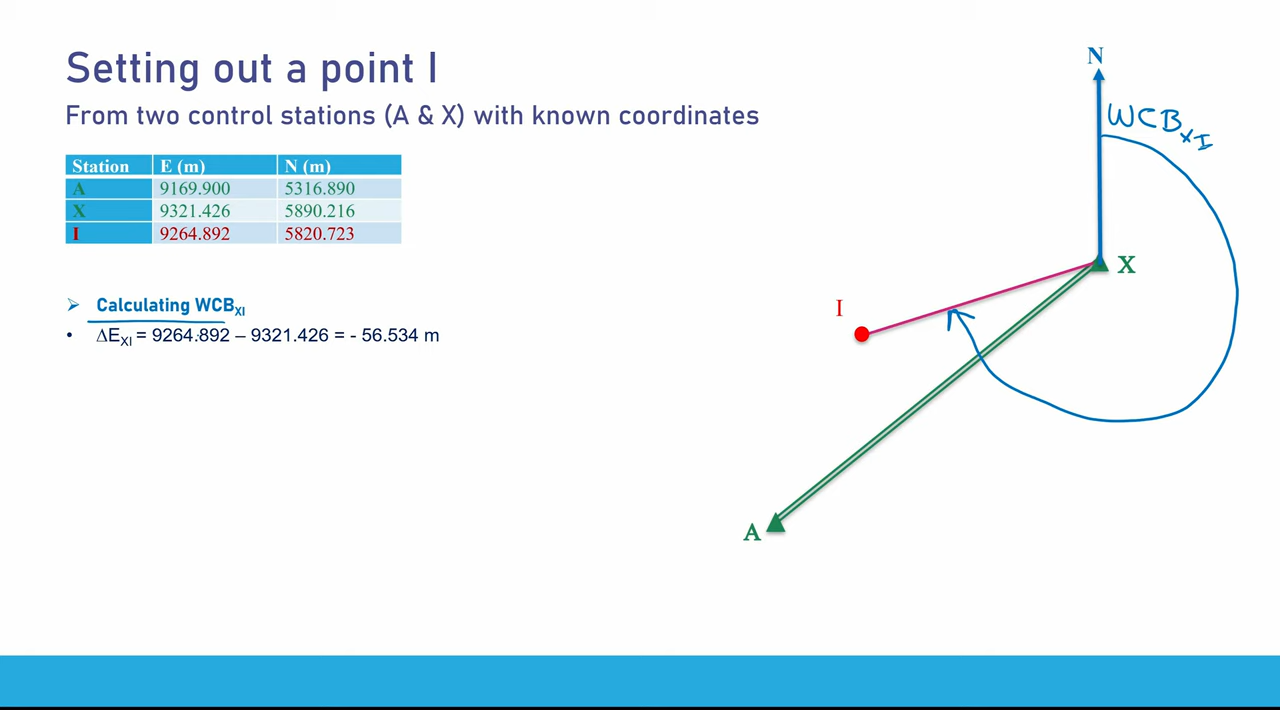 Setting out a point I
From two control stations (A & X) with known coordinates
Station E (m) N (m)
A 9169.900 5316.890
X 9321.426 5890.216
I 9264.892 5820.723
➢ Calculating WCBXI
• ΔEXI = 9264.892 – 9321.426 = - 56.534 m
N
WCBXI
X
I
A